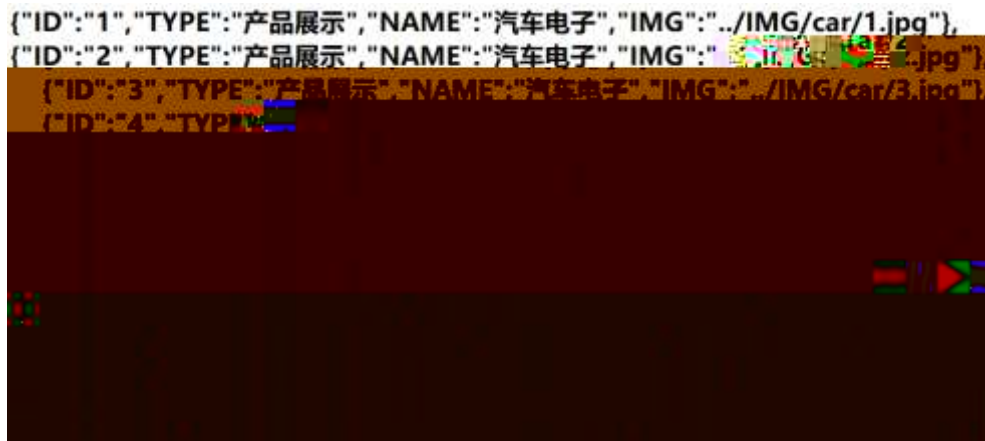 {"ID":"1","TYPE":"产品展示","NAME":"汽车电子","IMG":"../IMG/car/1.jpg"},
{"ID":"2","TYPE":"产品展示","NAME":"汽车电子","IMG":" .jpg"},
{"ID":"3","TYPE":"产品展示","NAME":"汽车电子","IMG":"../IMG/car/3.jpg"}
{"ID":"4","TYP